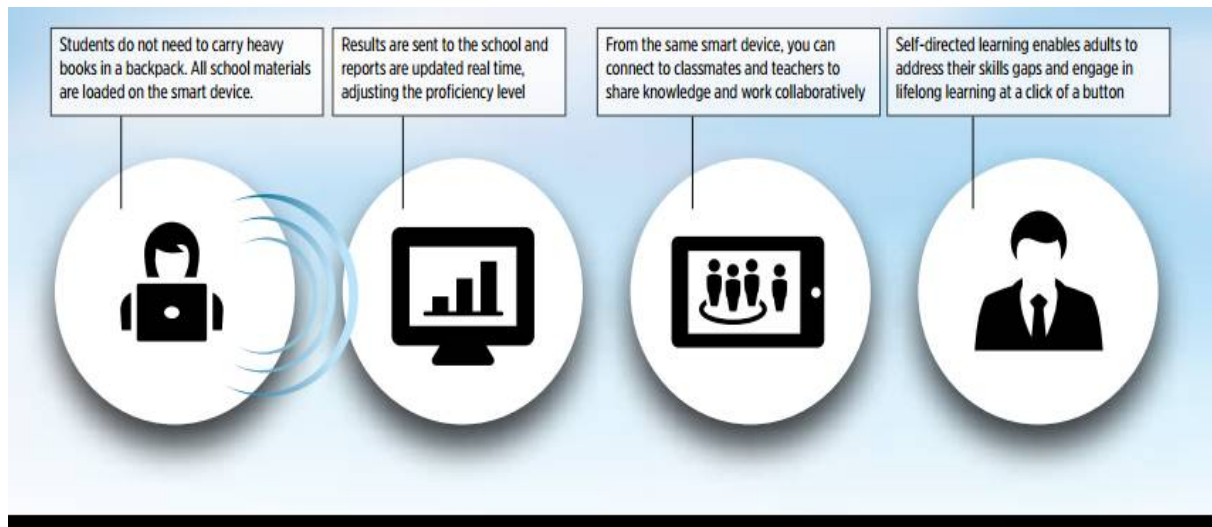 Students do not need to carry heavy
books in a backpack. All school materials
are loaded on the smart device.
Results are sent to the school and
reports are updated real time,
adjusting the proficiency level
From the same smart device, you can
connect to classmates and teachers to
share knowledge and work collaboratively
Self-directed learning enables adults to
address their skills gaps and engage in
lifelong learning at a click of a button